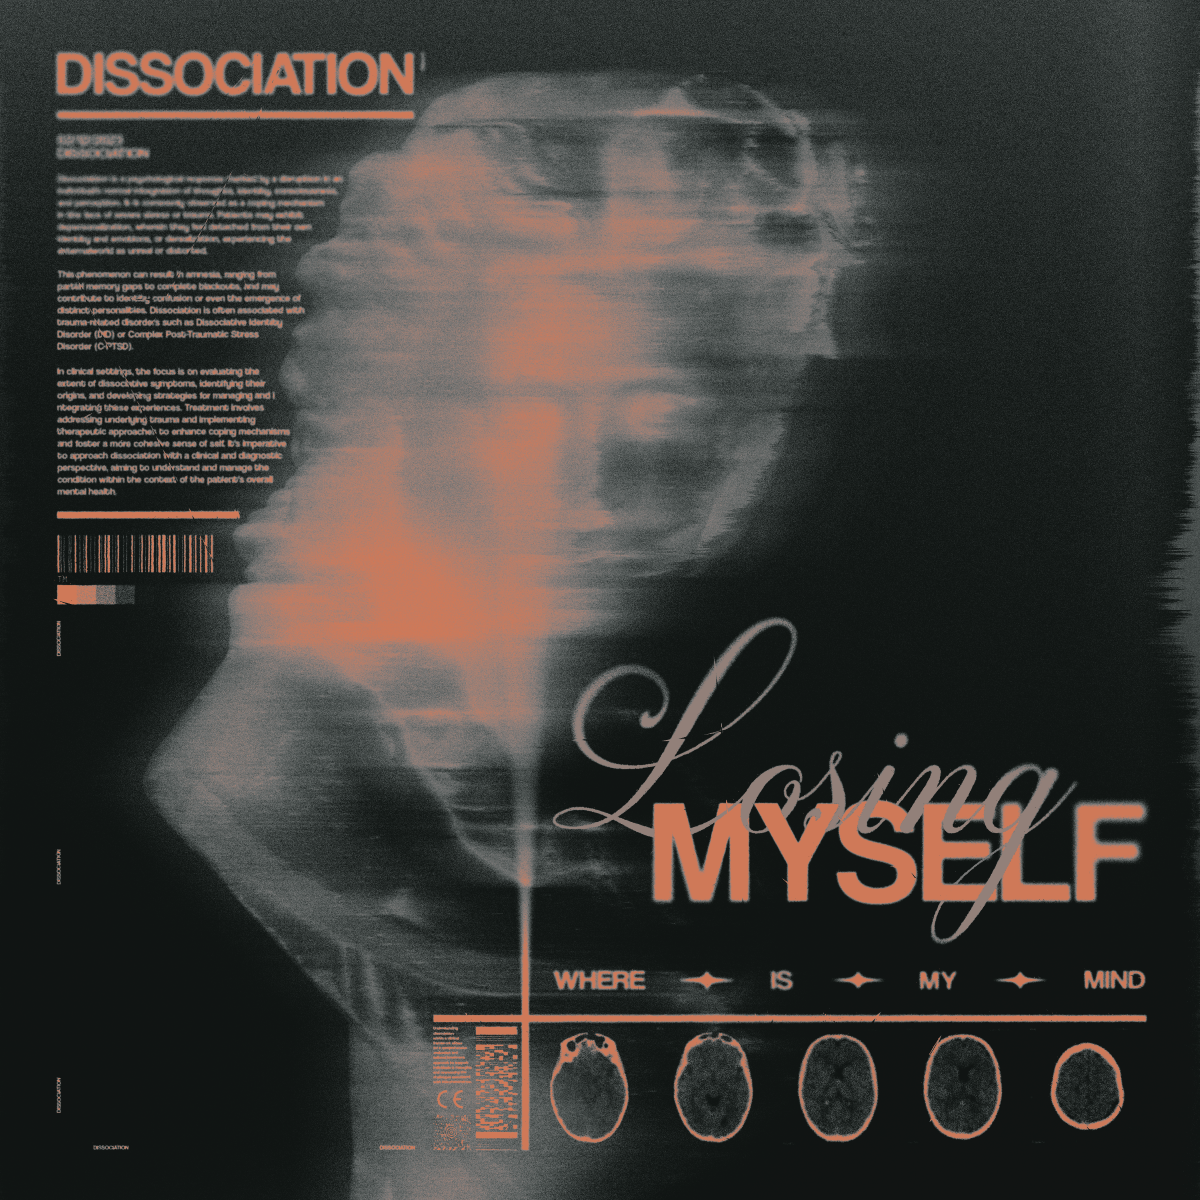 DISSOCIATION
DISSOCIATION
Dissociation is a psychological response marked by a disruption in an
individual's normal integration of thoughts, identity, consciousness,
and perception. It is commonly observed as a coping mechanism
in the face of severe stress or trauma. Patients may exhibit
depersonalization, wherein they feel detached from their own
identity and emotions, or derealization, experiencing the
externalworld as unreal or distorted.
This phenomenon can result in amnesia, ranging from
partial memory gaps to complete blackouts, and may
contribute to identity confusion or even the emergence of
distinct personalities. Dissociation is often associated with
trauma-related disorders such as Dissociative Identity
Disorder (DID) or Complex Post-Traumatic Stress
Disorder (C-PTSD).
In clinical settings, the focus is on evaluating the
extent of dissociative symptoms, identifying their
origins, and developing strategies for managing and i
ntegrating these experiences. Treatment involves
addressing underlying trauma and implementing
therapeutic approaches to enhance coping mechanisms
and foster a more cohesive sense of self. It's imperative
to approach dissociation with a clinical and diagnostic
perspective, aiming to understand and manage the
condition within the context of the patient's overall
mental health.
TM
DISSOCIATION
Losing
MYSELF
DISSOCIATION
WHERE IS MY MIND
DISSOCIATION
CE
DISSOCIATION
DISSOCIATION